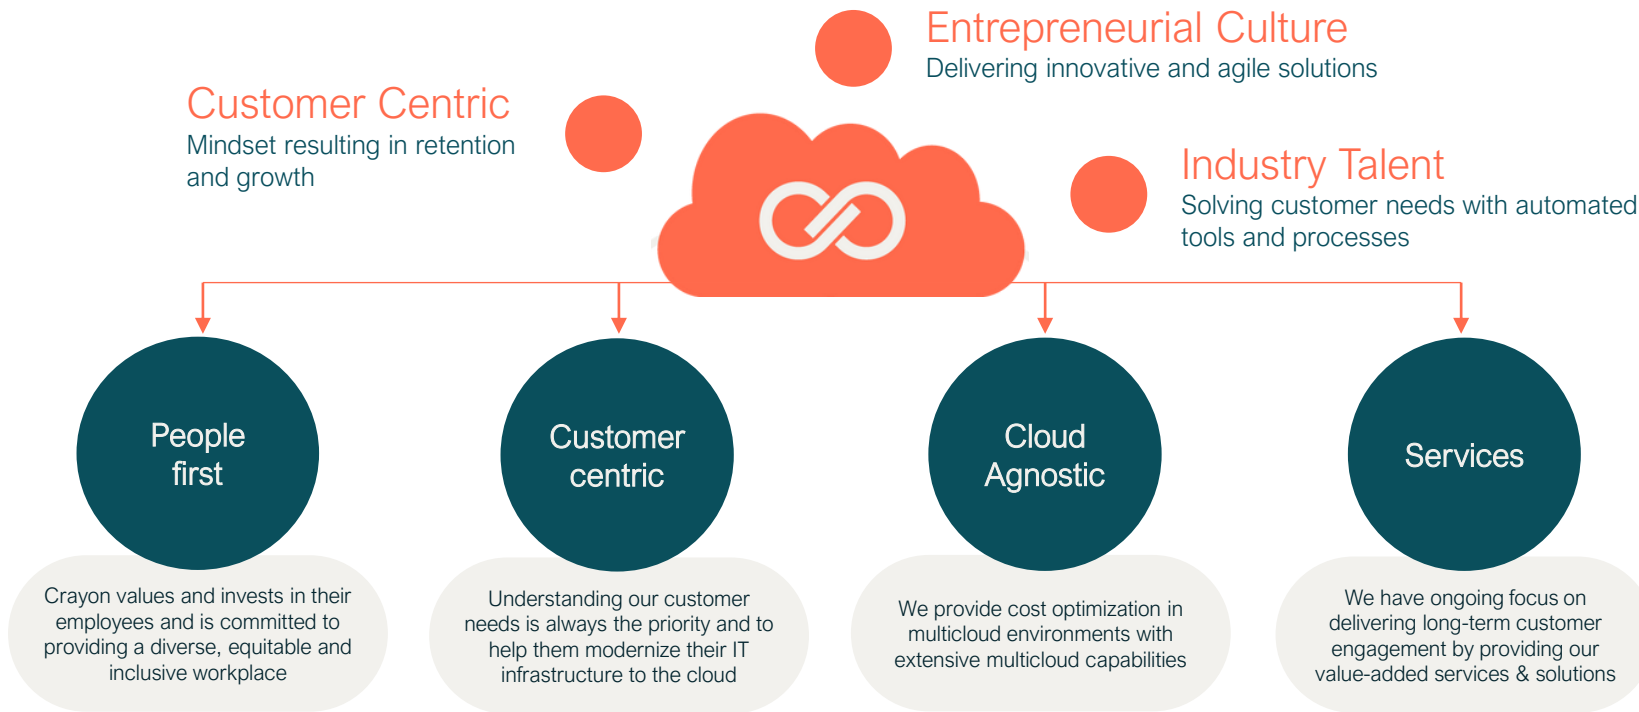 Entrepreneurial Culture
Delivering innovative and agile solutions
Customer Centric
Mindset resulting in retention
and growth
Industry Talent
Solving customer needs with automated
tools and processes
People
first
Customer
centric
Cloud
Agnostic
Services
Crayon values and invests in their
employees and is committed to
providing a diverse, equitable and
inclusive workplace
Understanding our customer
needs is always the priority and to
help them modernize their IT
infrastructure to the cloud
We provide cost optimization in
multicloud environments with
extensive multicloud capabilities
We have ongoing focus on
delivering long-term customer
engagement by providing our
value-added services & solutions